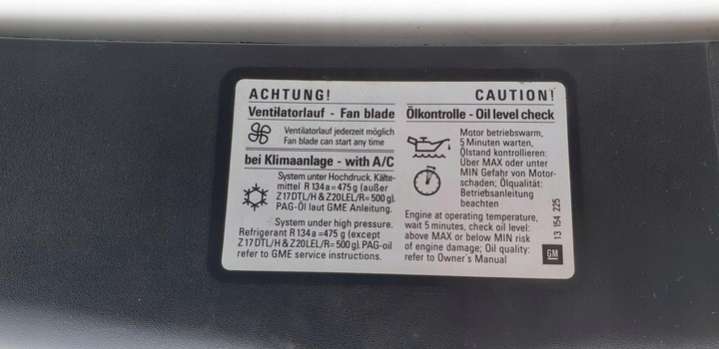 ACHTUNG!
CAUTION!
Ventilatorlauf - Fan blade
Ventilatorlauf jederzeit möglich
Fan blade can start any time
bei Klimaanlage - with A/C
System unter Hochdruck. Kälte-
mittel R 134 a = 475 g (außer
Z17DTL/H & Z20LEL/R= 500 g).
PAG-Öl laut GME Anleitung.
System under high pressure.
Refrigerant R 134 a = 475 g (except
Z17DTL/H & Z20LEL/R= 500 g). PAG-oil
refer to GME service instructions.
Ölkontrolle - Oil level check
Motor betriebswarm,
5 Minuten warten,
Ölstand kontrollieren:
Über MAX oder unter
MIN Gefahr von Motor-
schaden; Ölqualität:
Betriebsanleitung
beachten
Engine at operating temperature,
wait 5 minutes, check oil level:
above MAX or below MIN risk
of engine damage; Oil quality:
refer to Owner's Manual
13 154 225
GM